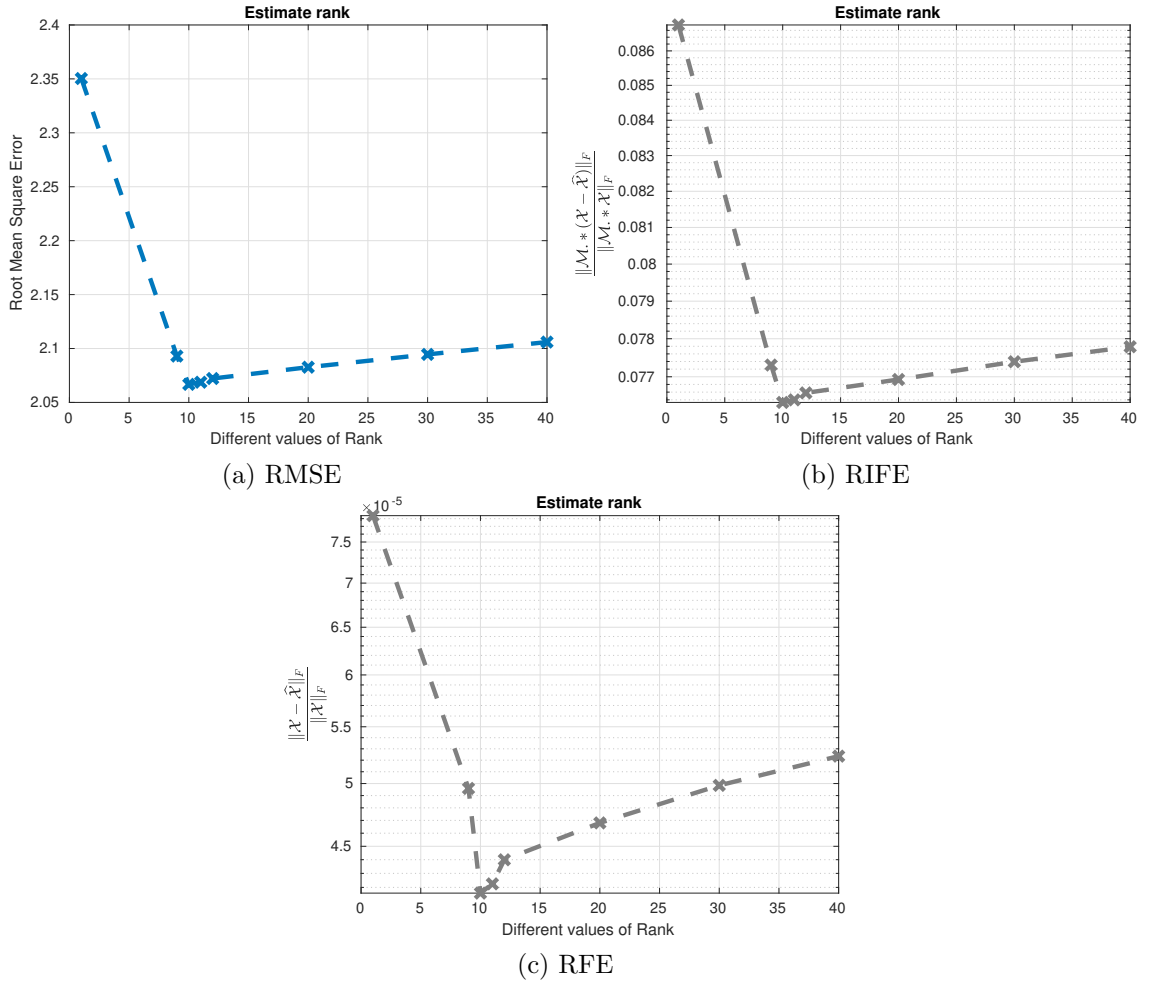 Estimate rank
2.4
2.35
2.3
2.25
2.2
2.15
2.1
2.05
Root Mean Square Error
0 5 10 15 20 25 30 35 40
Different values of Rank
(a) RMSE
Estimate rank
0.086
0.085
0.084
0.083
0.082
0.081
0.08
0.079
0.078
0.077
‖ℳ.∗(𝒳 − 𝒳̂)‖_F
‖ℳ.∗𝒳‖_F
0 5 10 15 20 25 30 35 40
Different values of Rank
(b) RIFE
Estimate rank
×10⁻⁵
7.5
7
6.5
6
5.5
5
4.5
‖𝒳 − 𝒳̂‖_F
‖𝒳‖_F
0 5 10 15 20 25 30 35 40
Different values of Rank
(c) RFE